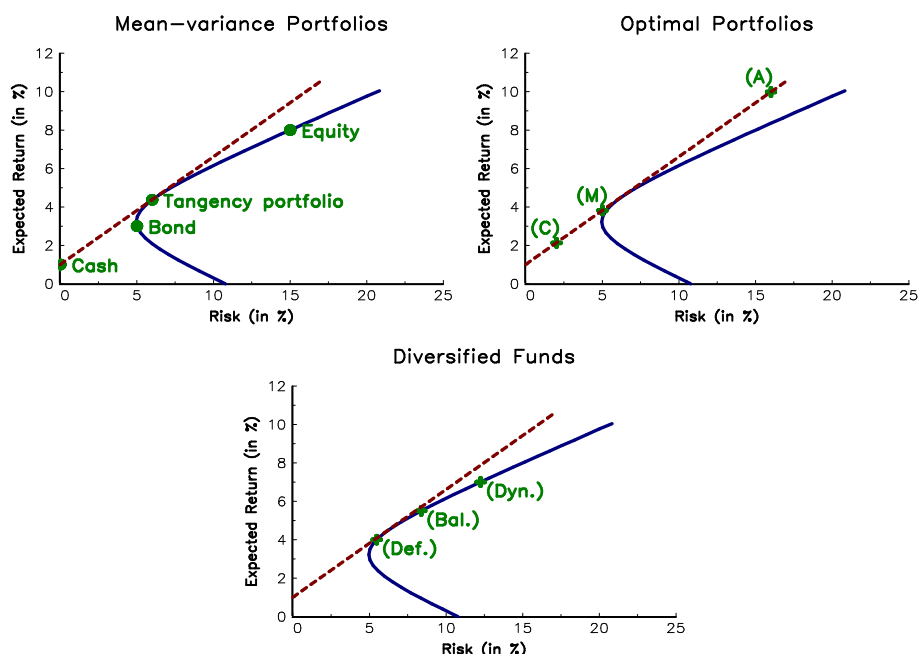 Mean-variance Portfolios
Expected Return (in %)
12
10
8
6
4
2
0
Equity
Tangency portfolio
Bond
Cash
0 5 10 15 20 25
Risk (in %)
Optimal Portfolios
Expected Return (in %)
12
10
8
6
4
2
0
(A)
(M)
(C)
0 5 10 15 20 25
Risk (in %)
Diversified Funds
Expected Return (in %)
12
10
8
6
4
2
0
(Dyn.)
(Bal.)
(Def.)
0 5 10 15 20 25
Risk (in %)